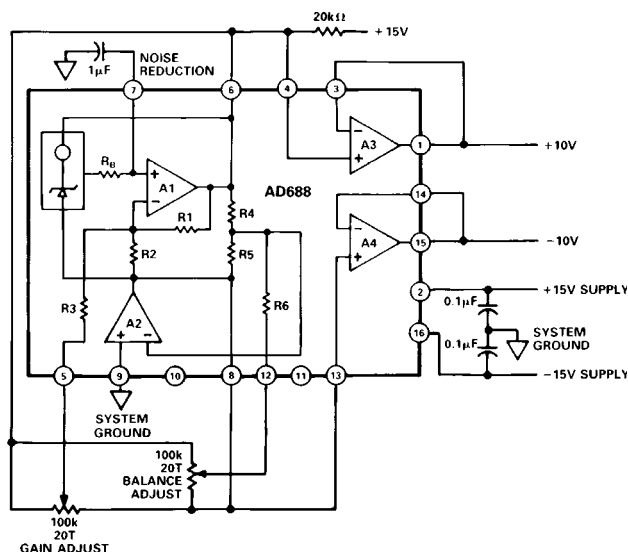 20kΩ
+15V
NOISE
REDUCTION
1μF
7
6
4
3
RB
A1
A3
1
+10V
AD688
R1
R4
14
R2
R5
A4
15
-10V
R3
R6
2
+15V SUPPLY
A2
0.1μF
16
0.1μF
SYSTEM
GROUND
-15V SUPPLY
5
9
10
8
12
11
13
SYSTEM
GROUND
100k
20T
BALANCE
ADJUST
100k
20T
GAIN ADJUST